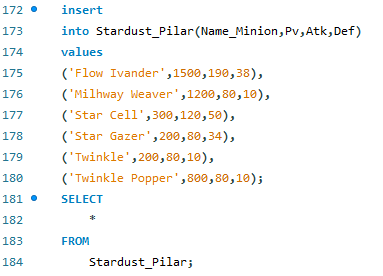 172 insert
173 into Stardust_Pilar(Name_Minion,Pv,Atk,Def)
174 values
175 ('Flow Ivander',1500,190,38),
176 ('Milhway Weaver',1200,80,10),
177 ('Star Cell',300,120,50),
178 ('Star Gazer',200,80,34),
179 ('Twinkle',200,80,10),
180 ('Twinkle Popper',800,80,10);
181 SELECT
182 *
183 FROM
184 Stardust_Pilar;